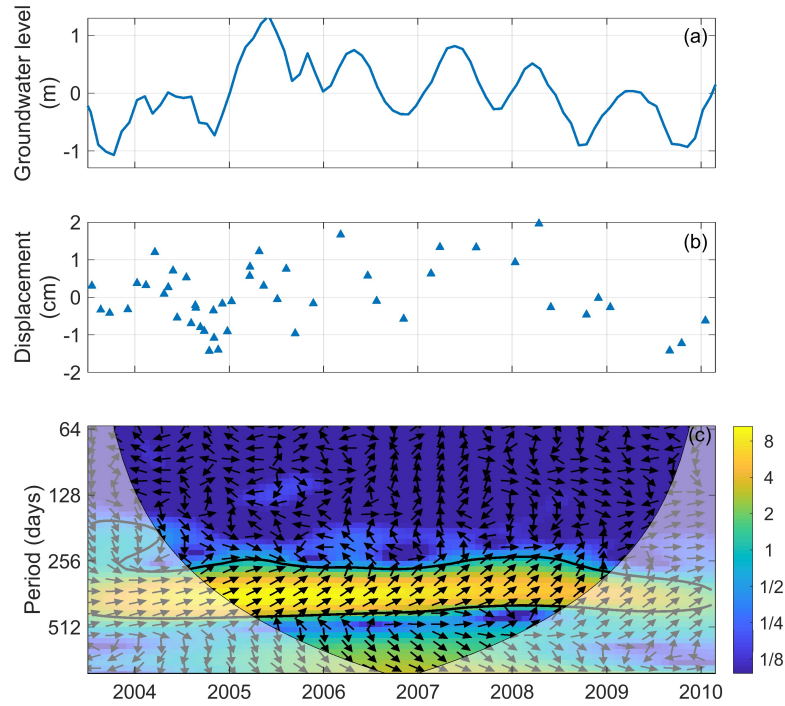 Groundwater level
(m)
1
0
-1
(a)
Displacement
(cm)
2
1
0
-1
-2
(b)
Period (days)
64
128
256
512
(c)
8
4
2
1
1/2
1/4
1/8
2004 2005 2006 2007 2008 2009 2010